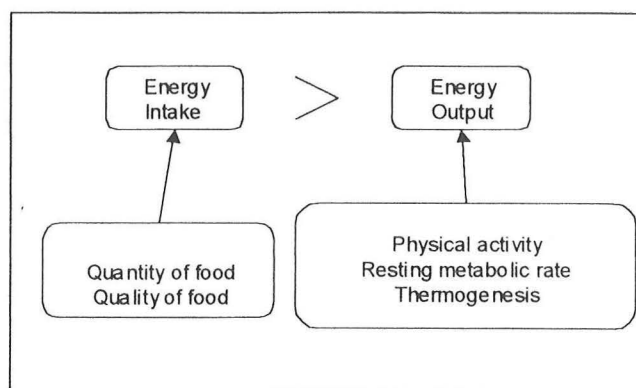 Energy
Intake
>
Energy
Output
Quantity of food
Quality of food
Physical activity
Resting metabolic rate
Thermogenesis